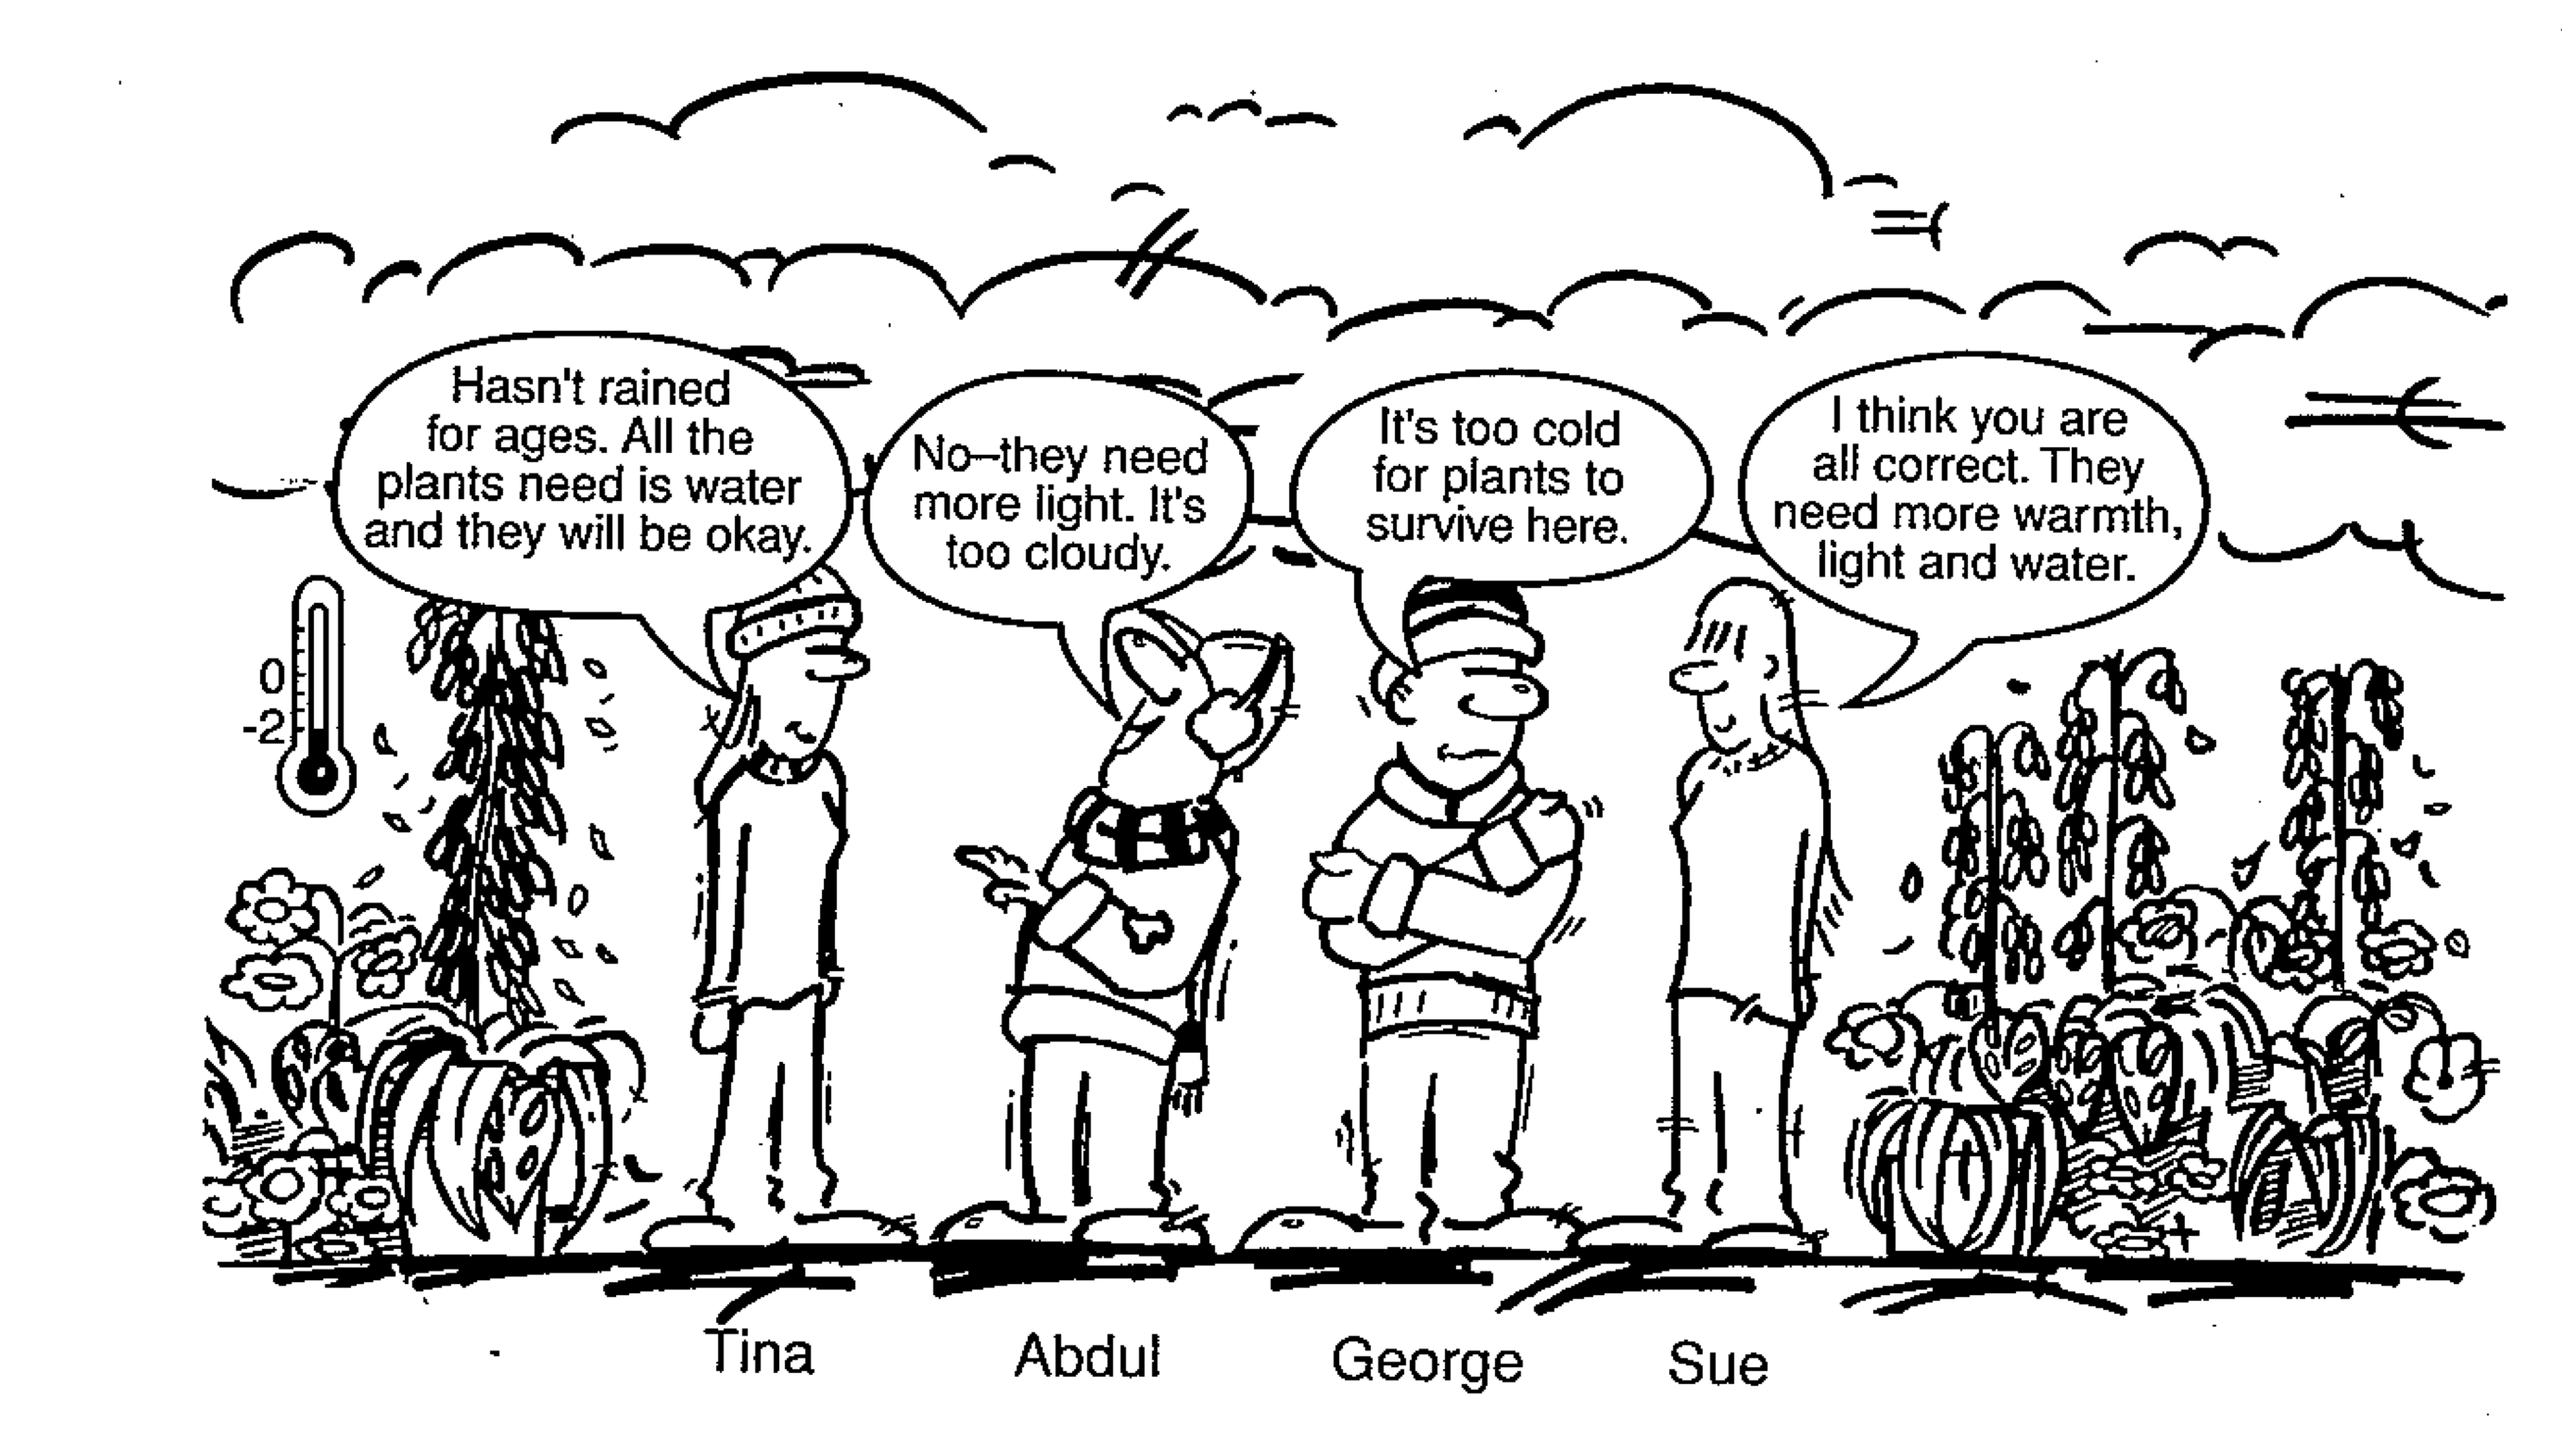 Hasn't rained
for ages. All the
plants need is water
and they will be okay.
No–they need
more light. It's
too cloudy.
It's too cold
for plants to
survive here.
I think you are
all correct. They
need more warmth,
light and water.
0
-2
Tina
Abdul
George
Sue